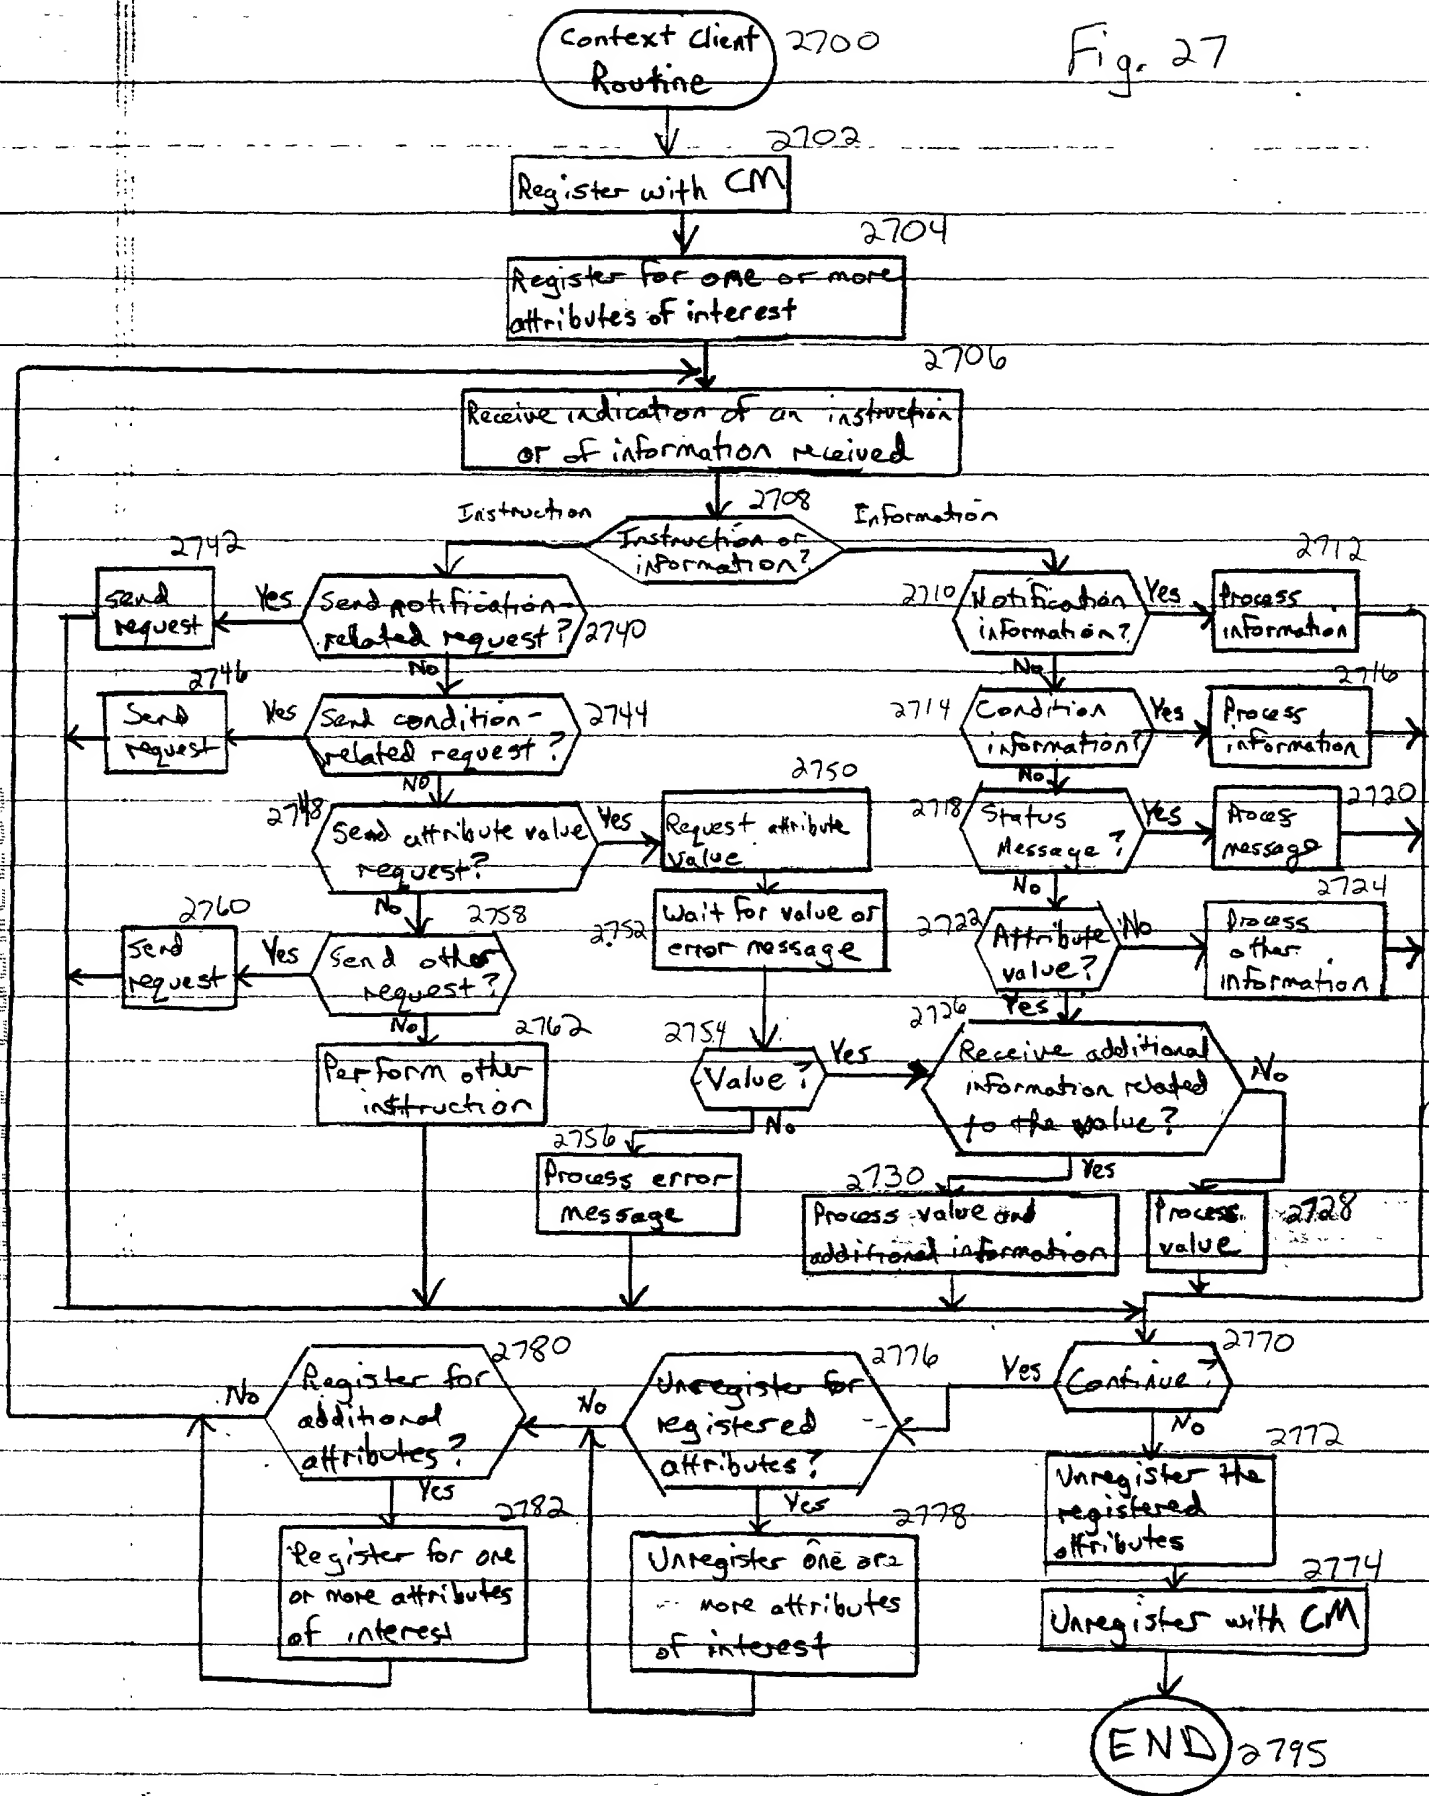 Fig. 27
Context Client
Routine
2700
2702
Register with CM
2704
Register for one or more
attributes of interest
2706
Receive indication of an instruction
or of information received
2708
Instruction
Instruction or
information?
Information
2742
send
request
Yes
Send notification-
related request?
2740
No
2746
Send
request
Yes
Send condition-
related request?
2744
No
2748
Send attribute value
request?
Yes
No
2750
Request attribute
value
2752
Wait for value or
error message
2760
Send
request
Yes
2758
Send other
request?
No
2762
Perform other
instruction
2754
Value?
Yes
No
2756
Process error
message
2710
Notification
information?
Yes
2712
Process
information
No
2714
Condition
information?
Yes
2716
Process
information
No
2718
Status
Message?
Yes
2720
Process
message
No
2722
Attribute
value?
No
2724
Process
other
information
Yes
2726
Receive additional
information related
to the value?
No
Yes
2730
Process value and
additional information
Process
value
2728
2770
Continue?
Yes
No
2772
Unregister the
registered
attributes
2774
Unregister with CM
END
2795
2776
Unregister for
registered
attributes?
No
Yes
2778
Unregister one or
more attributes
of interest
2780
Register for
additional
attributes?
No
Yes
2782
Register for one
or more attributes
of interest